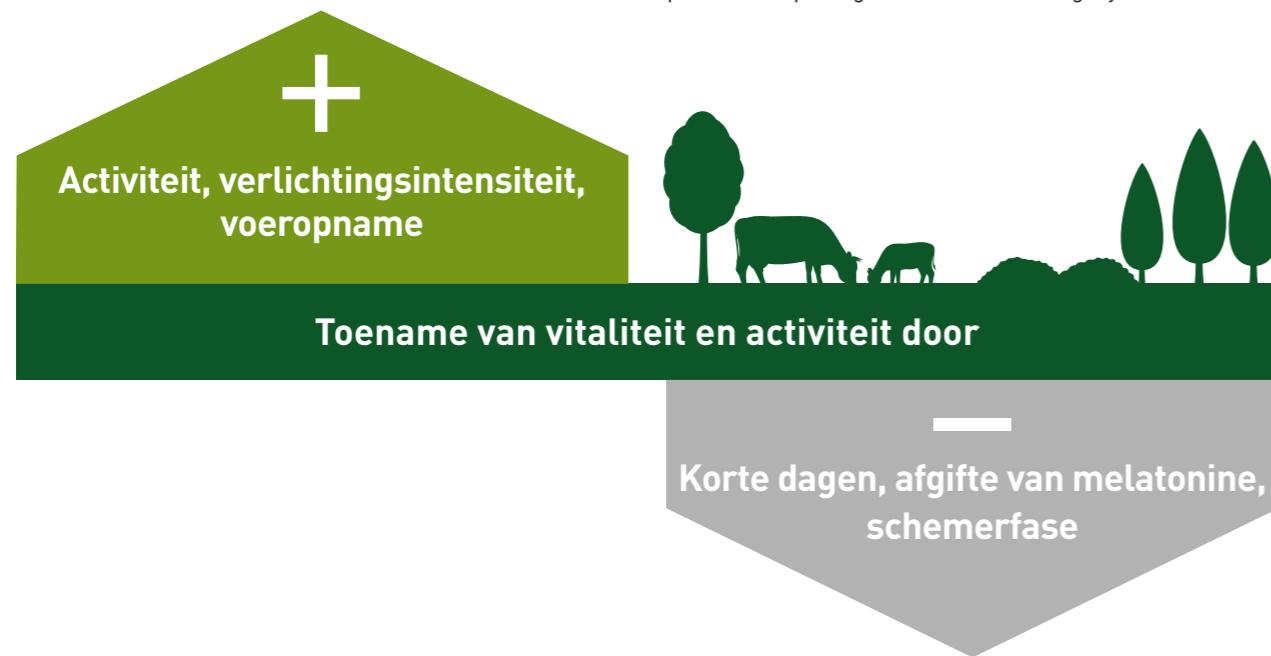 +
Activiteit, verlichtingsintensiteit,
voeropname
Toename van vitaliteit en activiteit door
—
Korte dagen, afgifte van melatonine,
schemerfase